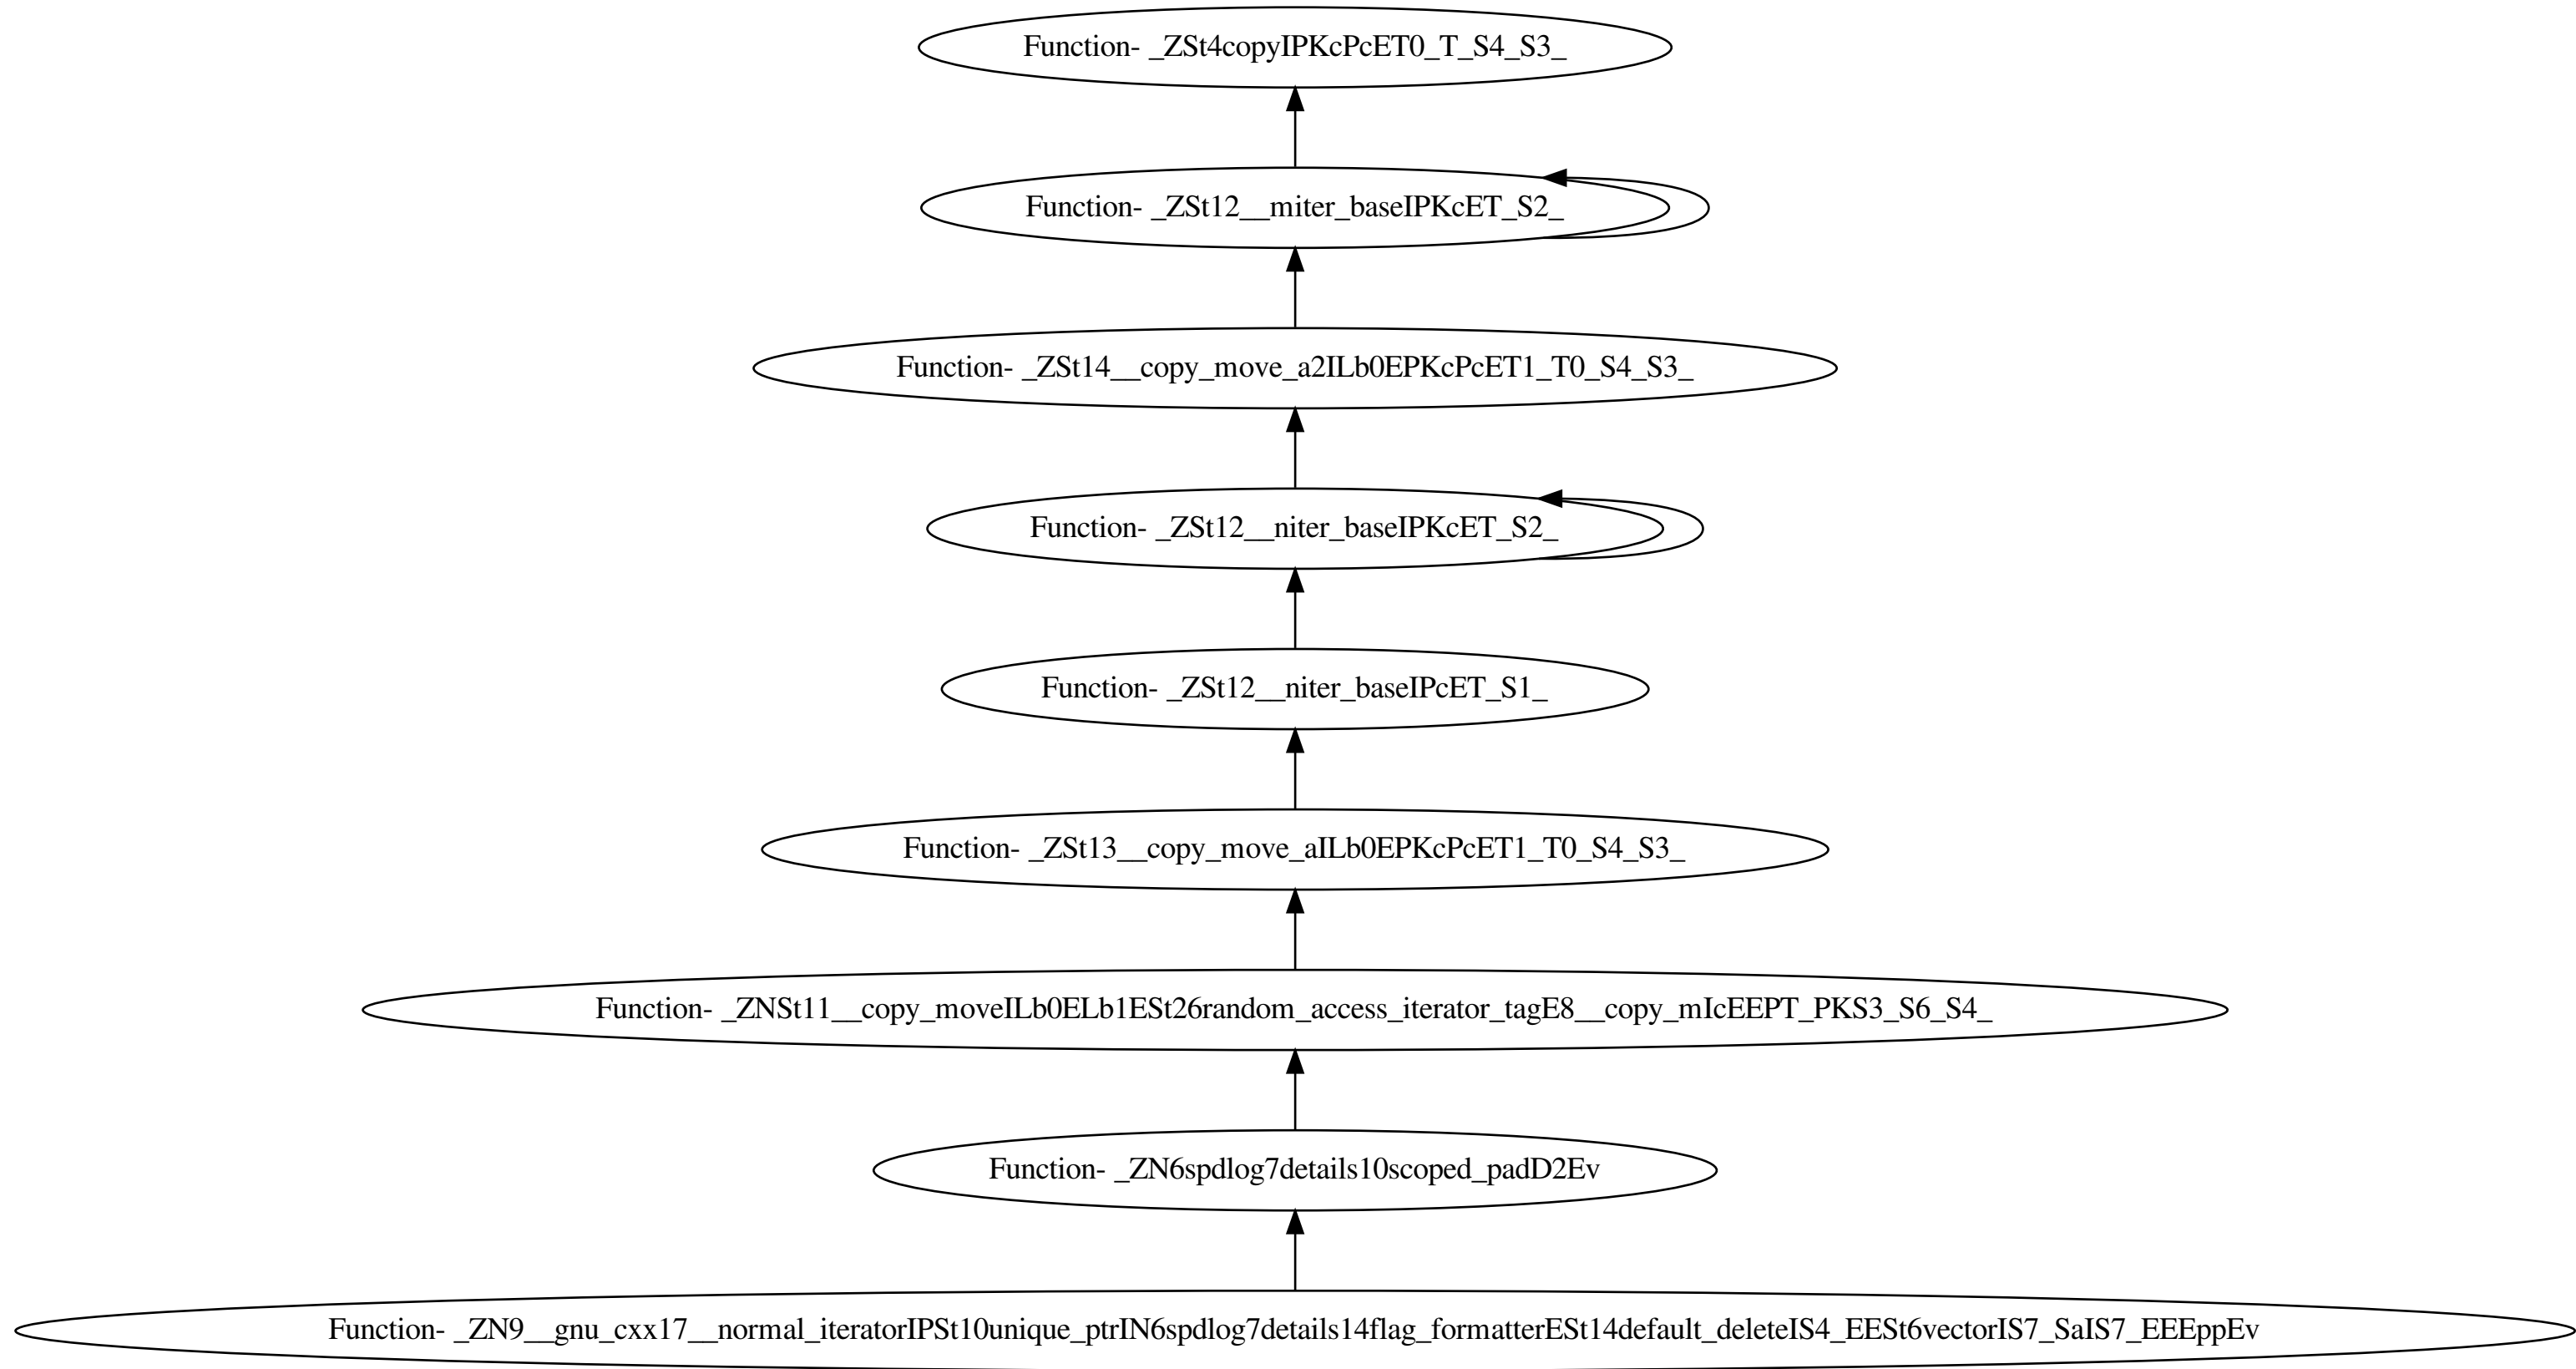 Function- _ZSt4copyIPKcPcET0_T_S4_S3_
Function- _ZSt12__miter_baseIPKcET_S2_
Function- _ZSt14__copy_move_a2ILb0EPKcPcET1_T0_S4_S3_
Function- _ZSt12__niter_baseIPKcET_S2_
Function- _ZSt12__niter_baseIPcET_S1_
Function- _ZSt13__copy_move_aILb0EPKcPcET1_T0_S4_S3_
Function- _ZNSt11__copy_moveILb0ELb1ESt26random_access_iterator_tagE8__copy_mIcEEPT_PKS3_S6_S4_
Function- _ZN6spdlog7details10scoped_padD2Ev
Function- _ZN9__gnu_cxx17__normal_iteratorIPSt10unique_ptrIN6spdlog7details14flag_formatterESt14default_deleteIS4_EESt6vectorIS7_SaIS7_EEEppEv